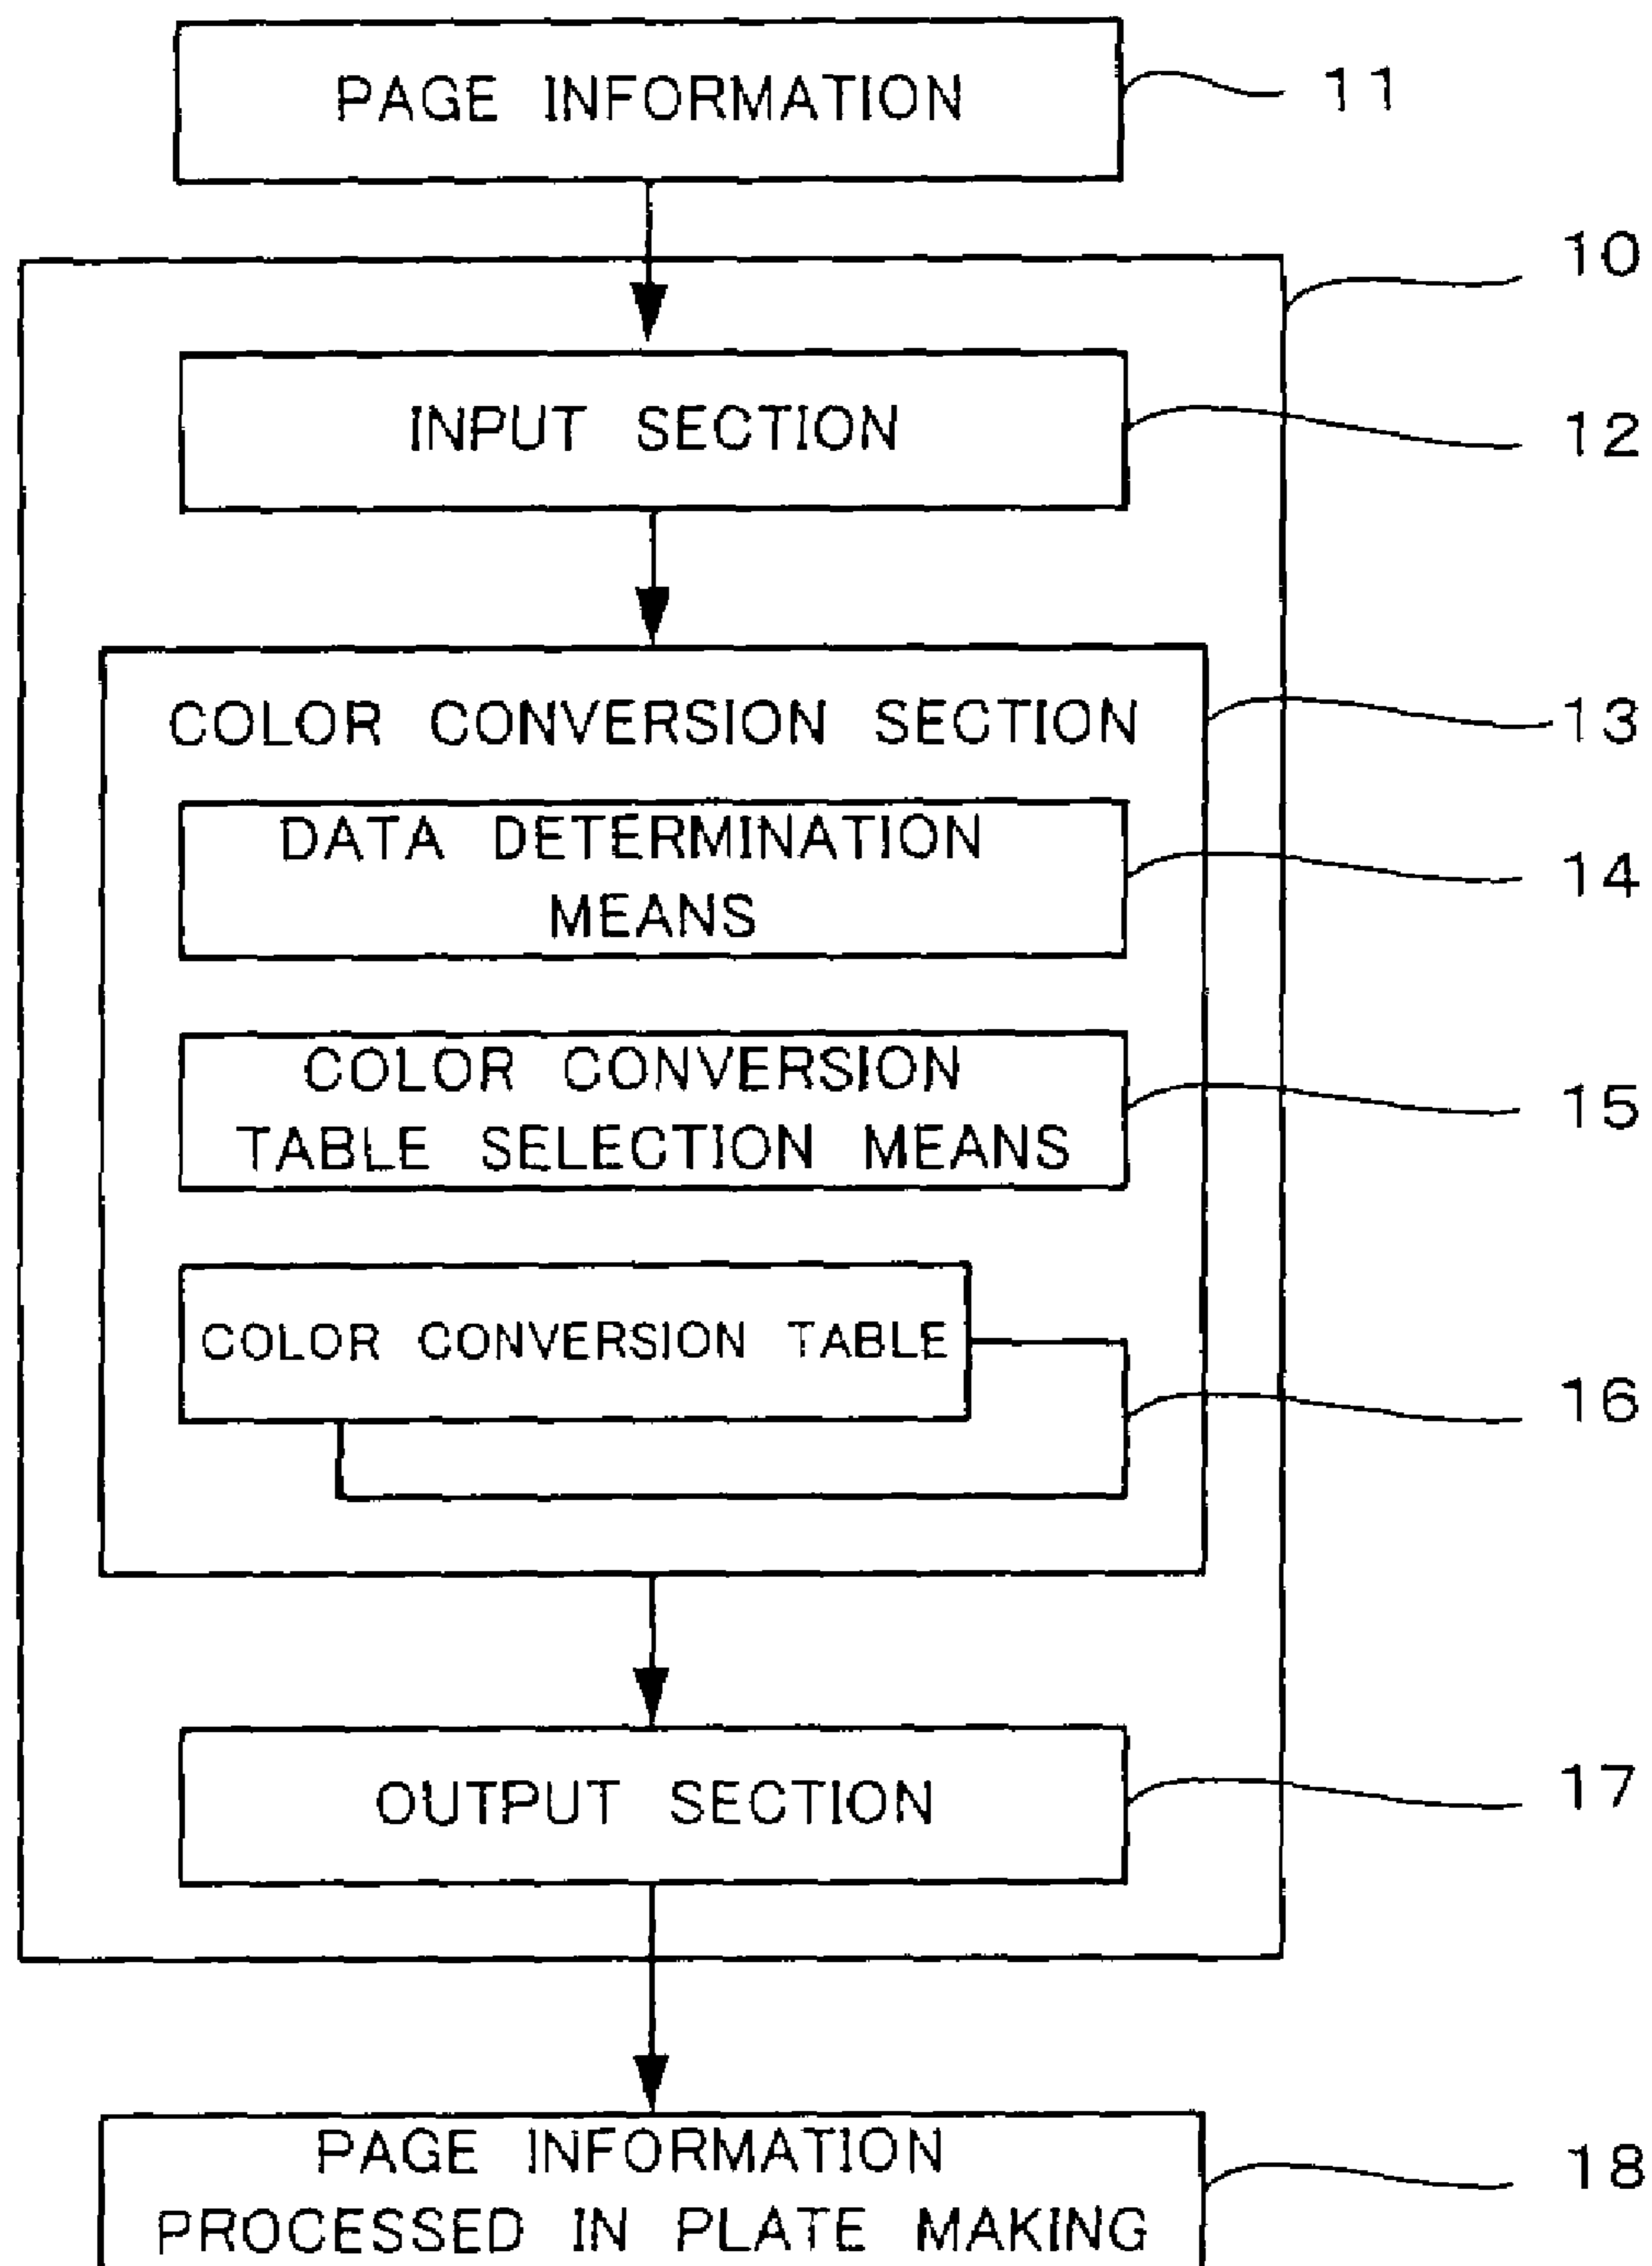 PAGE INFORMATION
11
10
INPUT SECTION
12
COLOR CONVERSION SECTION
13
DATA DETERMINATION
MEANS
14
COLOR CONVERSION
TABLE SELECTION MEANS
15
COLOR CONVERSION TABLE
16
OUTPUT SECTION
17
PAGE INFORMATION
PROCESSED IN PLATE MAKING
18